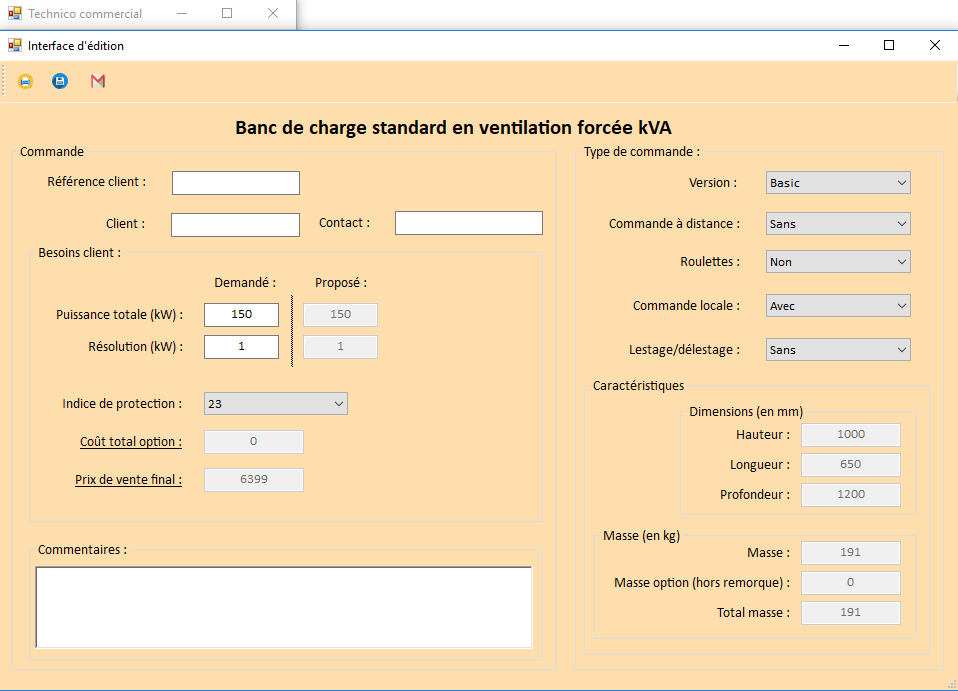 Technico commercial
Interface d'édition
Banc de charge standard en ventilation forcée kVA
Commande
Référence client :
Client :
Contact :
Besoins client :
Demandé :
Proposé :
Puissance totale (kW) :
150
150
Résolution (kW) :
1
1
Indice de protection :
23
Coût total option :
0
Prix de vente final :
6399
Commentaires :
Type de commande :
Version :
Basic
Commande à distance :
Sans
Roulettes :
Non
Commande locale :
Avec
Lestage/délestage :
Sans
Caractéristiques
Dimensions (en mm)
Hauteur :
1000
Longueur :
650
Profondeur :
1200
Masse (en kg)
Masse :
191
Masse option (hors remorque) :
0
Total masse :
191